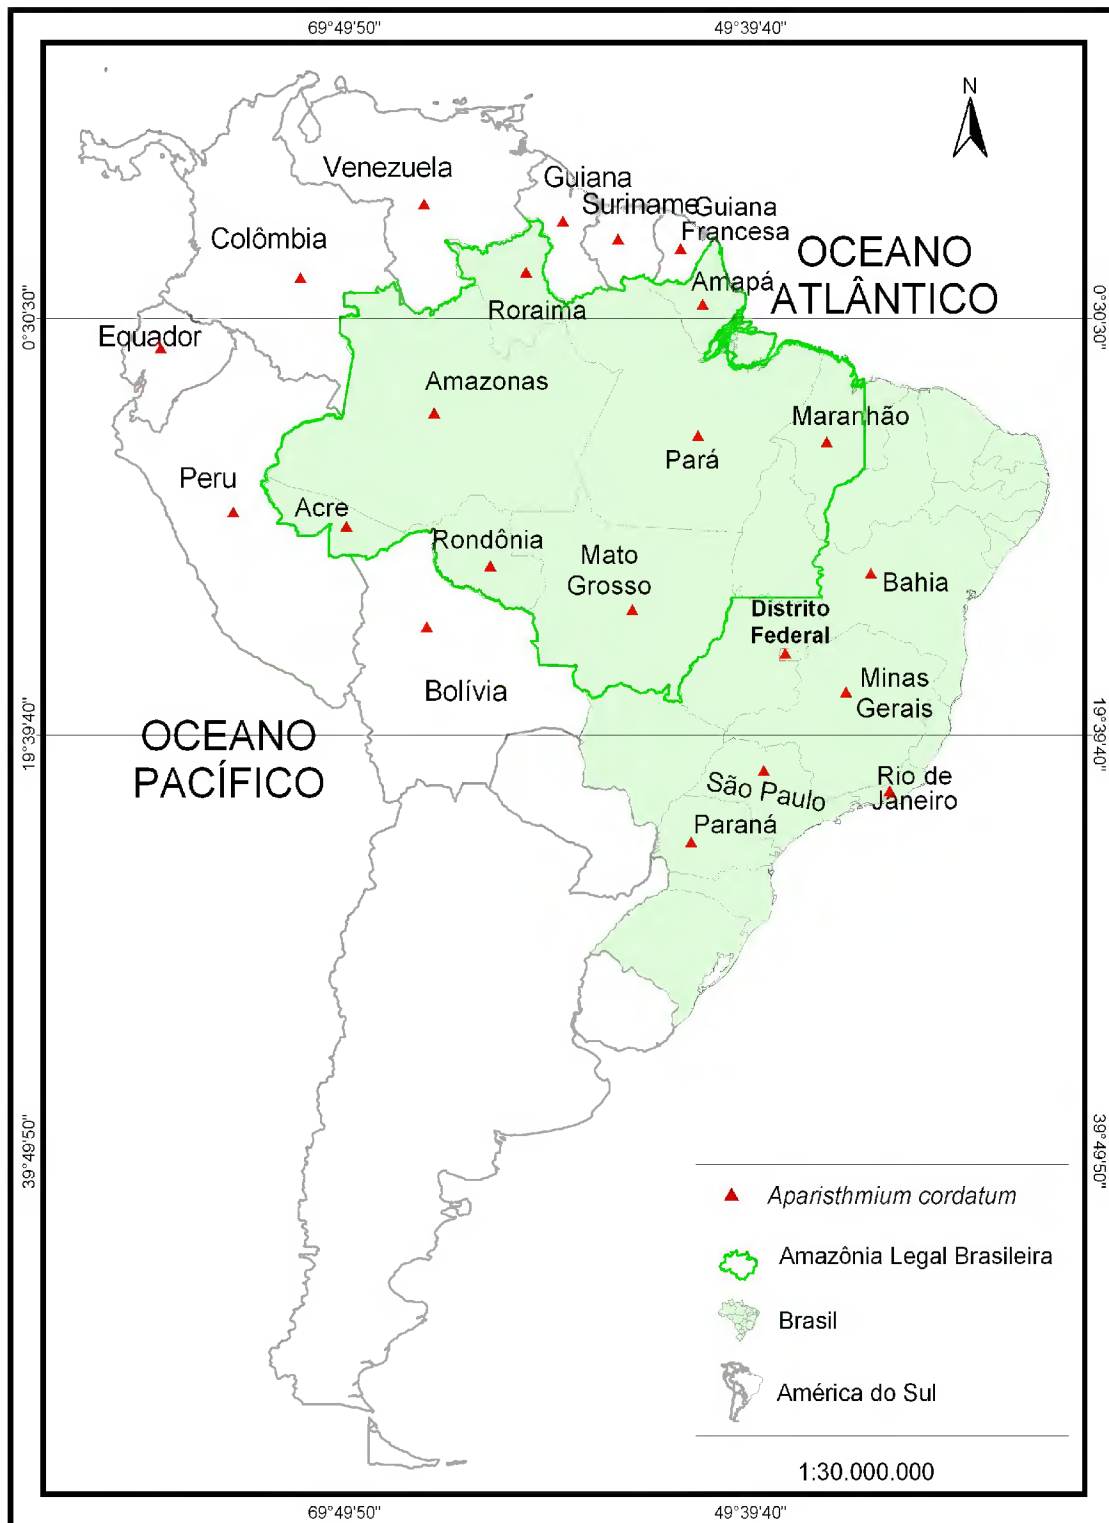 69°49'50"
49°39'40"
N
Venezuela
Guiana
Suriname
Guiana
Francesa
Colômbia
OCEANO
ATLÂNTICO
Amapá
Roraima
0°30'30"
0°30'30"
Equador
Amazonas
Maranhão
Pará
Peru
Acre
Rondônia
Mato
Grosso
Bahia
Distrito
Federal
Minas
Gerais
Bolívia
19°39'40"
19°39'40"
OCEANO
PACÍFICO
São Paulo
Rio de
Janeiro
Paraná
39°49'50"
39°49'50"
Aparisthmium cordatum
Amazônia Legal Brasileira
Brasil
América do Sul
1:30.000.000
69°49'50"
49°39'40"